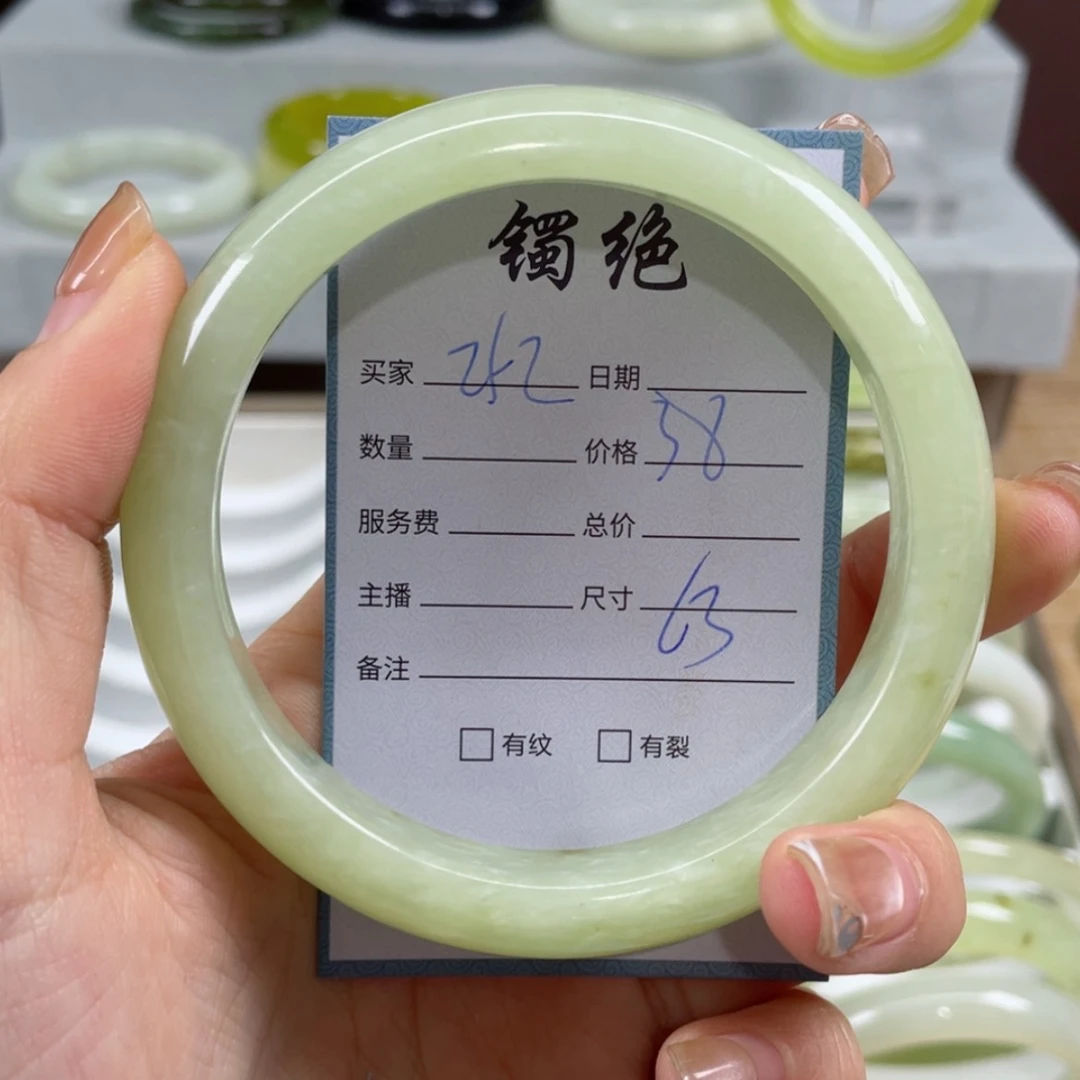 镯绝
买家 212 日期
数量 价格 58
服务费 总价
主播 尺寸 63
备注
有纹 有裂